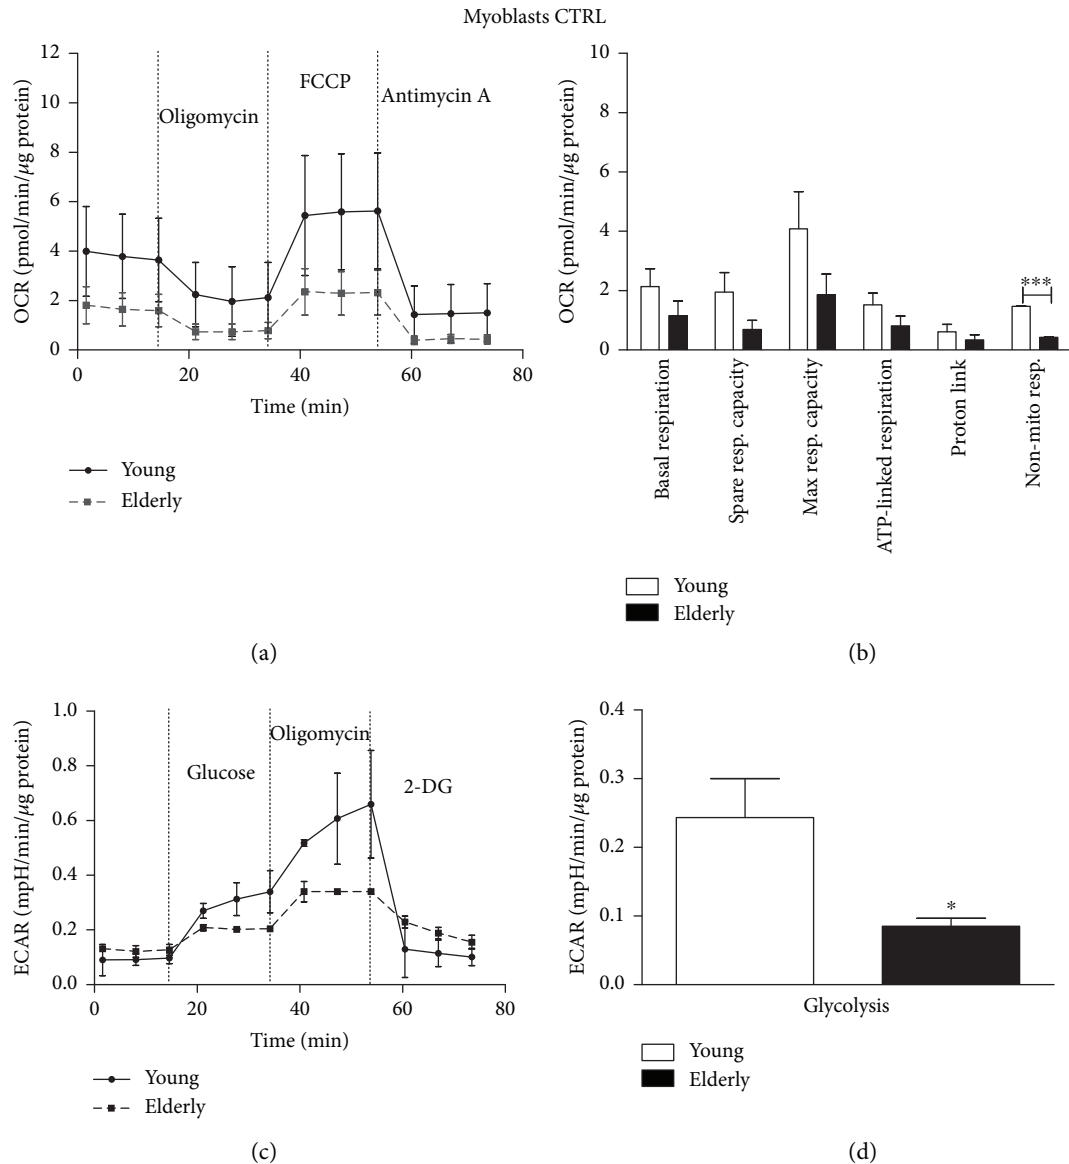 Myoblasts CTRL
12
10
8
6
4
2
0
OCR (pmol/min/µg protein)
Oligomycin
FCCP
Antimycin A
0 20 40 60 80
Time (min)
Young
Elderly
(a)
10
8
6
4
2
0
OCR (pmol/min/µg protein)
***
Basal respiration
Spare resp. capacity
Max resp. capacity
ATP-linked respiration
Proton link
Non-mito resp.
Young
Elderly
(b)
1.0
0.8
0.6
0.4
0.2
0.0
ECAR (mpH/min/µg protein)
Glucose
Oligomycin
2-DG
0 20 40 60 80
Time (min)
Young
Elderly
(c)
0.4
0.3
0.2
0.1
0.0
ECAR (mpH/min/µg protein)
*
Glycolysis
Young
Elderly
(d)